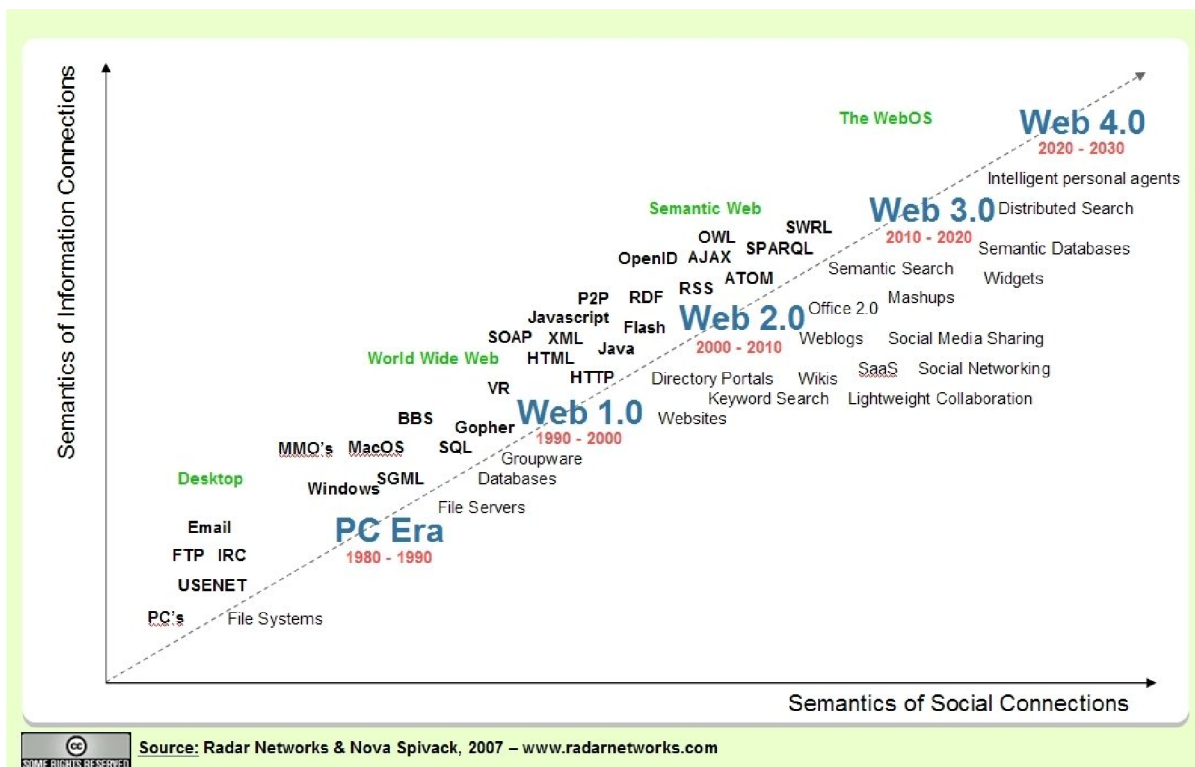 Semantics of Information Connections
The WebOS
Web 4.0
2020 - 2030
Intelligent personal agents
Semantic Web
Web 3.0
Distributed Search
2010 - 2020
SWRL
OWL
SPARQL
Semantic Databases
OpenID
AJAX
Semantic Search
ATOM
Widgets
RSS
P2P
RDF
Mashups
Office 2.0
Javascript
Flash
Web 2.0
2000 - 2010
SOAP
XML
Weblogs
Social Media Sharing
Java
World Wide Web
HTML
SaaS
Social Networking
HTTP
Directory Portals
Wikis
VR
Keyword Search
Lightweight Collaboration
BBS
Gopher
Web 1.0
1990 - 2000
Websites
MMO's
MacOS
SQL
Groupware
Desktop
Windows
SGML
Databases
File Servers
Email
PC Era
1980 - 1990
FTP
IRC
USENET
PC's
File Systems
Semantics of Social Connections
cc
SOME RIGHTS RESERVED
Source: Radar Networks & Nova Spivack, 2007 – www.radarnetworks.com